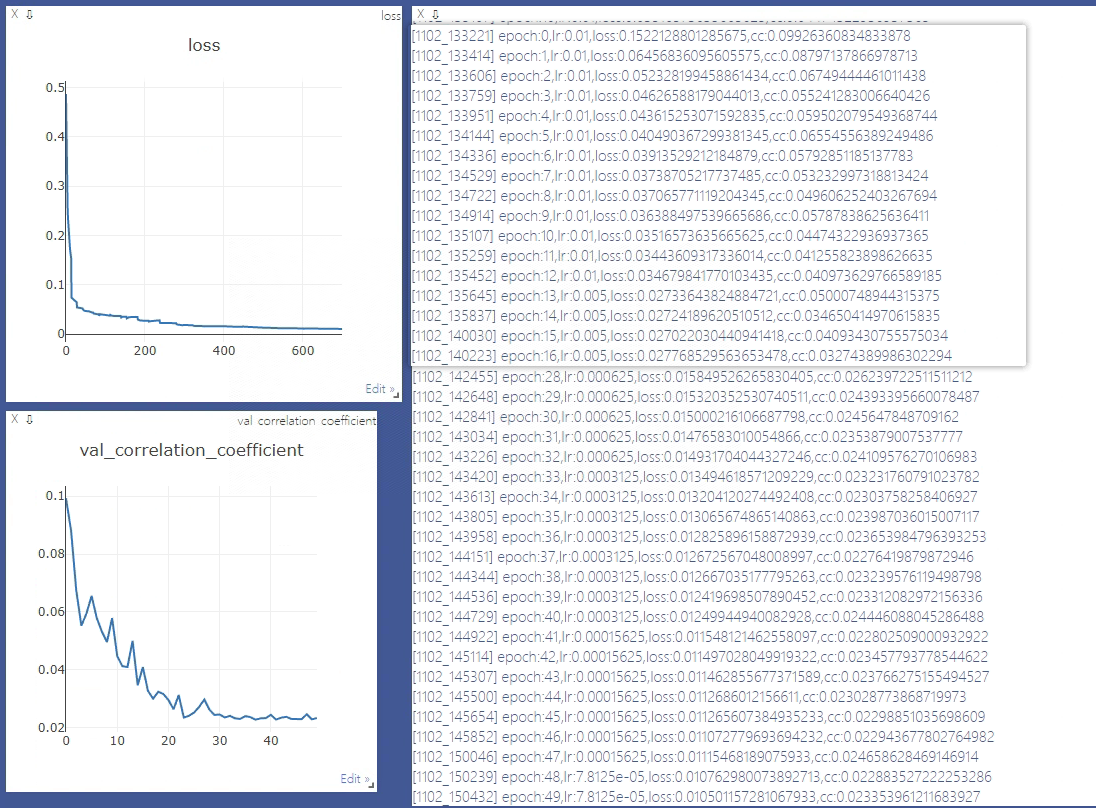 X ⇩ loss
loss
0.5
0.4
0.3
0.2
0.1
0
0 200 400 600
Edit »
X ⇩ val correlation coefficient
val_correlation_coefficient
0.1
0.08
0.06
0.04
0.02
0 10 20 30 40
Edit »
X ⇩
[1102_133221] epoch:0,lr:0.01,loss:0.1522128801285675,cc:0.09926360834833878
[1102_133414] epoch:1,lr:0.01,loss:0.06456836095605575,cc:0.08797137866978713
[1102_133606] epoch:2,lr:0.01,loss:0.052328199458861434,cc:0.06749444461011438
[1102_133759] epoch:3,lr:0.01,loss:0.04626588179044013,cc:0.055241283006640426
[1102_133951] epoch:4,lr:0.01,loss:0.043615253071592835,cc:0.059502079549368744
[1102_134144] epoch:5,lr:0.01,loss:0.040490367299381345,cc:0.06554556389249486
[1102_134336] epoch:6,lr:0.01,loss:0.03913529212184879,cc:0.05792851185137783
[1102_134529] epoch:7,lr:0.01,loss:0.03738705217737485,cc:0.053232997318813424
[1102_134722] epoch:8,lr:0.01,loss:0.037065771119204345,cc:0.049606252403267694
[1102_134914] epoch:9,lr:0.01,loss:0.036388497539665686,cc:0.05787838625636411
[1102_135107] epoch:10,lr:0.01,loss:0.03516573635665625,cc:0.04474322936937365
[1102_135259] epoch:11,lr:0.01,loss:0.03443609317336014,cc:0.041255823898626635
[1102_135452] epoch:12,lr:0.01,loss:0.034679841770103435,cc:0.040973629766589185
[1102_135645] epoch:13,lr:0.005,loss:0.02733643824884721,cc:0.05000748944315375
[1102_135837] epoch:14,lr:0.005,loss:0.02724189620510512,cc:0.034650414970615835
[1102_140030] epoch:15,lr:0.005,loss:0.027022030440941418,cc:0.04093430755575034
[1102_140223] epoch:16,lr:0.005,loss:0.027768529563653478,cc:0.03274389986302294
[1102_142455] epoch:28,lr:0.000625,loss:0.015849526265830405,cc:0.026239722511511212
[1102_142648] epoch:29,lr:0.000625,loss:0.015320352530740511,cc:0.024393395660078487
[1102_142841] epoch:30,lr:0.000625,loss:0.015000216106687798,cc:0.0245647848709162
[1102_143034] epoch:31,lr:0.000625,loss:0.01476583010054866,cc:0.02353879007537777
[1102_143226] epoch:32,lr:0.000625,loss:0.014931704044327246,cc:0.024109576270106983
[1102_143420] epoch:33,lr:0.0003125,loss:0.013494618571209229,cc:0.023231760791023782
[1102_143613] epoch:34,lr:0.0003125,loss:0.013204120274492408,cc:0.02303758258406927
[1102_143805] epoch:35,lr:0.0003125,loss:0.013065674865140863,cc:0.023987036015007117
[1102_143958] epoch:36,lr:0.0003125,loss:0.012825896158872939,cc:0.023653984796393253
[1102_144151] epoch:37,lr:0.0003125,loss:0.012672567048008997,cc:0.02276419879872946
[1102_144344] epoch:38,lr:0.0003125,loss:0.012667035177795263,cc:0.023239576119498798
[1102_144536] epoch:39,lr:0.0003125,loss:0.012419698507890452,cc:0.023312082972156336
[1102_144729] epoch:40,lr:0.0003125,loss:0.01249944940082928,cc:0.024446088045286488
[1102_144922] epoch:41,lr:0.00015625,loss:0.011548121462558097,cc:0.022802509000932922
[1102_145114] epoch:42,lr:0.00015625,loss:0.011497028049919322,cc:0.023457793778544622
[1102_145307] epoch:43,lr:0.00015625,loss:0.011462855677371589,cc:0.023766275155494527
[1102_145500] epoch:44,lr:0.00015625,loss:0.0112686012156611,cc:0.023028773868719973
[1102_145654] epoch:45,lr:0.00015625,loss:0.011265607384935233,cc:0.02298851035698609
[1102_145852] epoch:46,lr:0.00015625,loss:0.011072779693694232,cc:0.022943677802764982
[1102_150046] epoch:47,lr:0.00015625,loss:0.01115468189075933,cc:0.024658628469146914
[1102_150239] epoch:48,lr:7.8125e-05,loss:0.010762980073892713,cc:0.022883527222253286
[1102_150432] epoch:49,lr:7.8125e-05,loss:0.010501157281067933,cc:0.023353961211683927